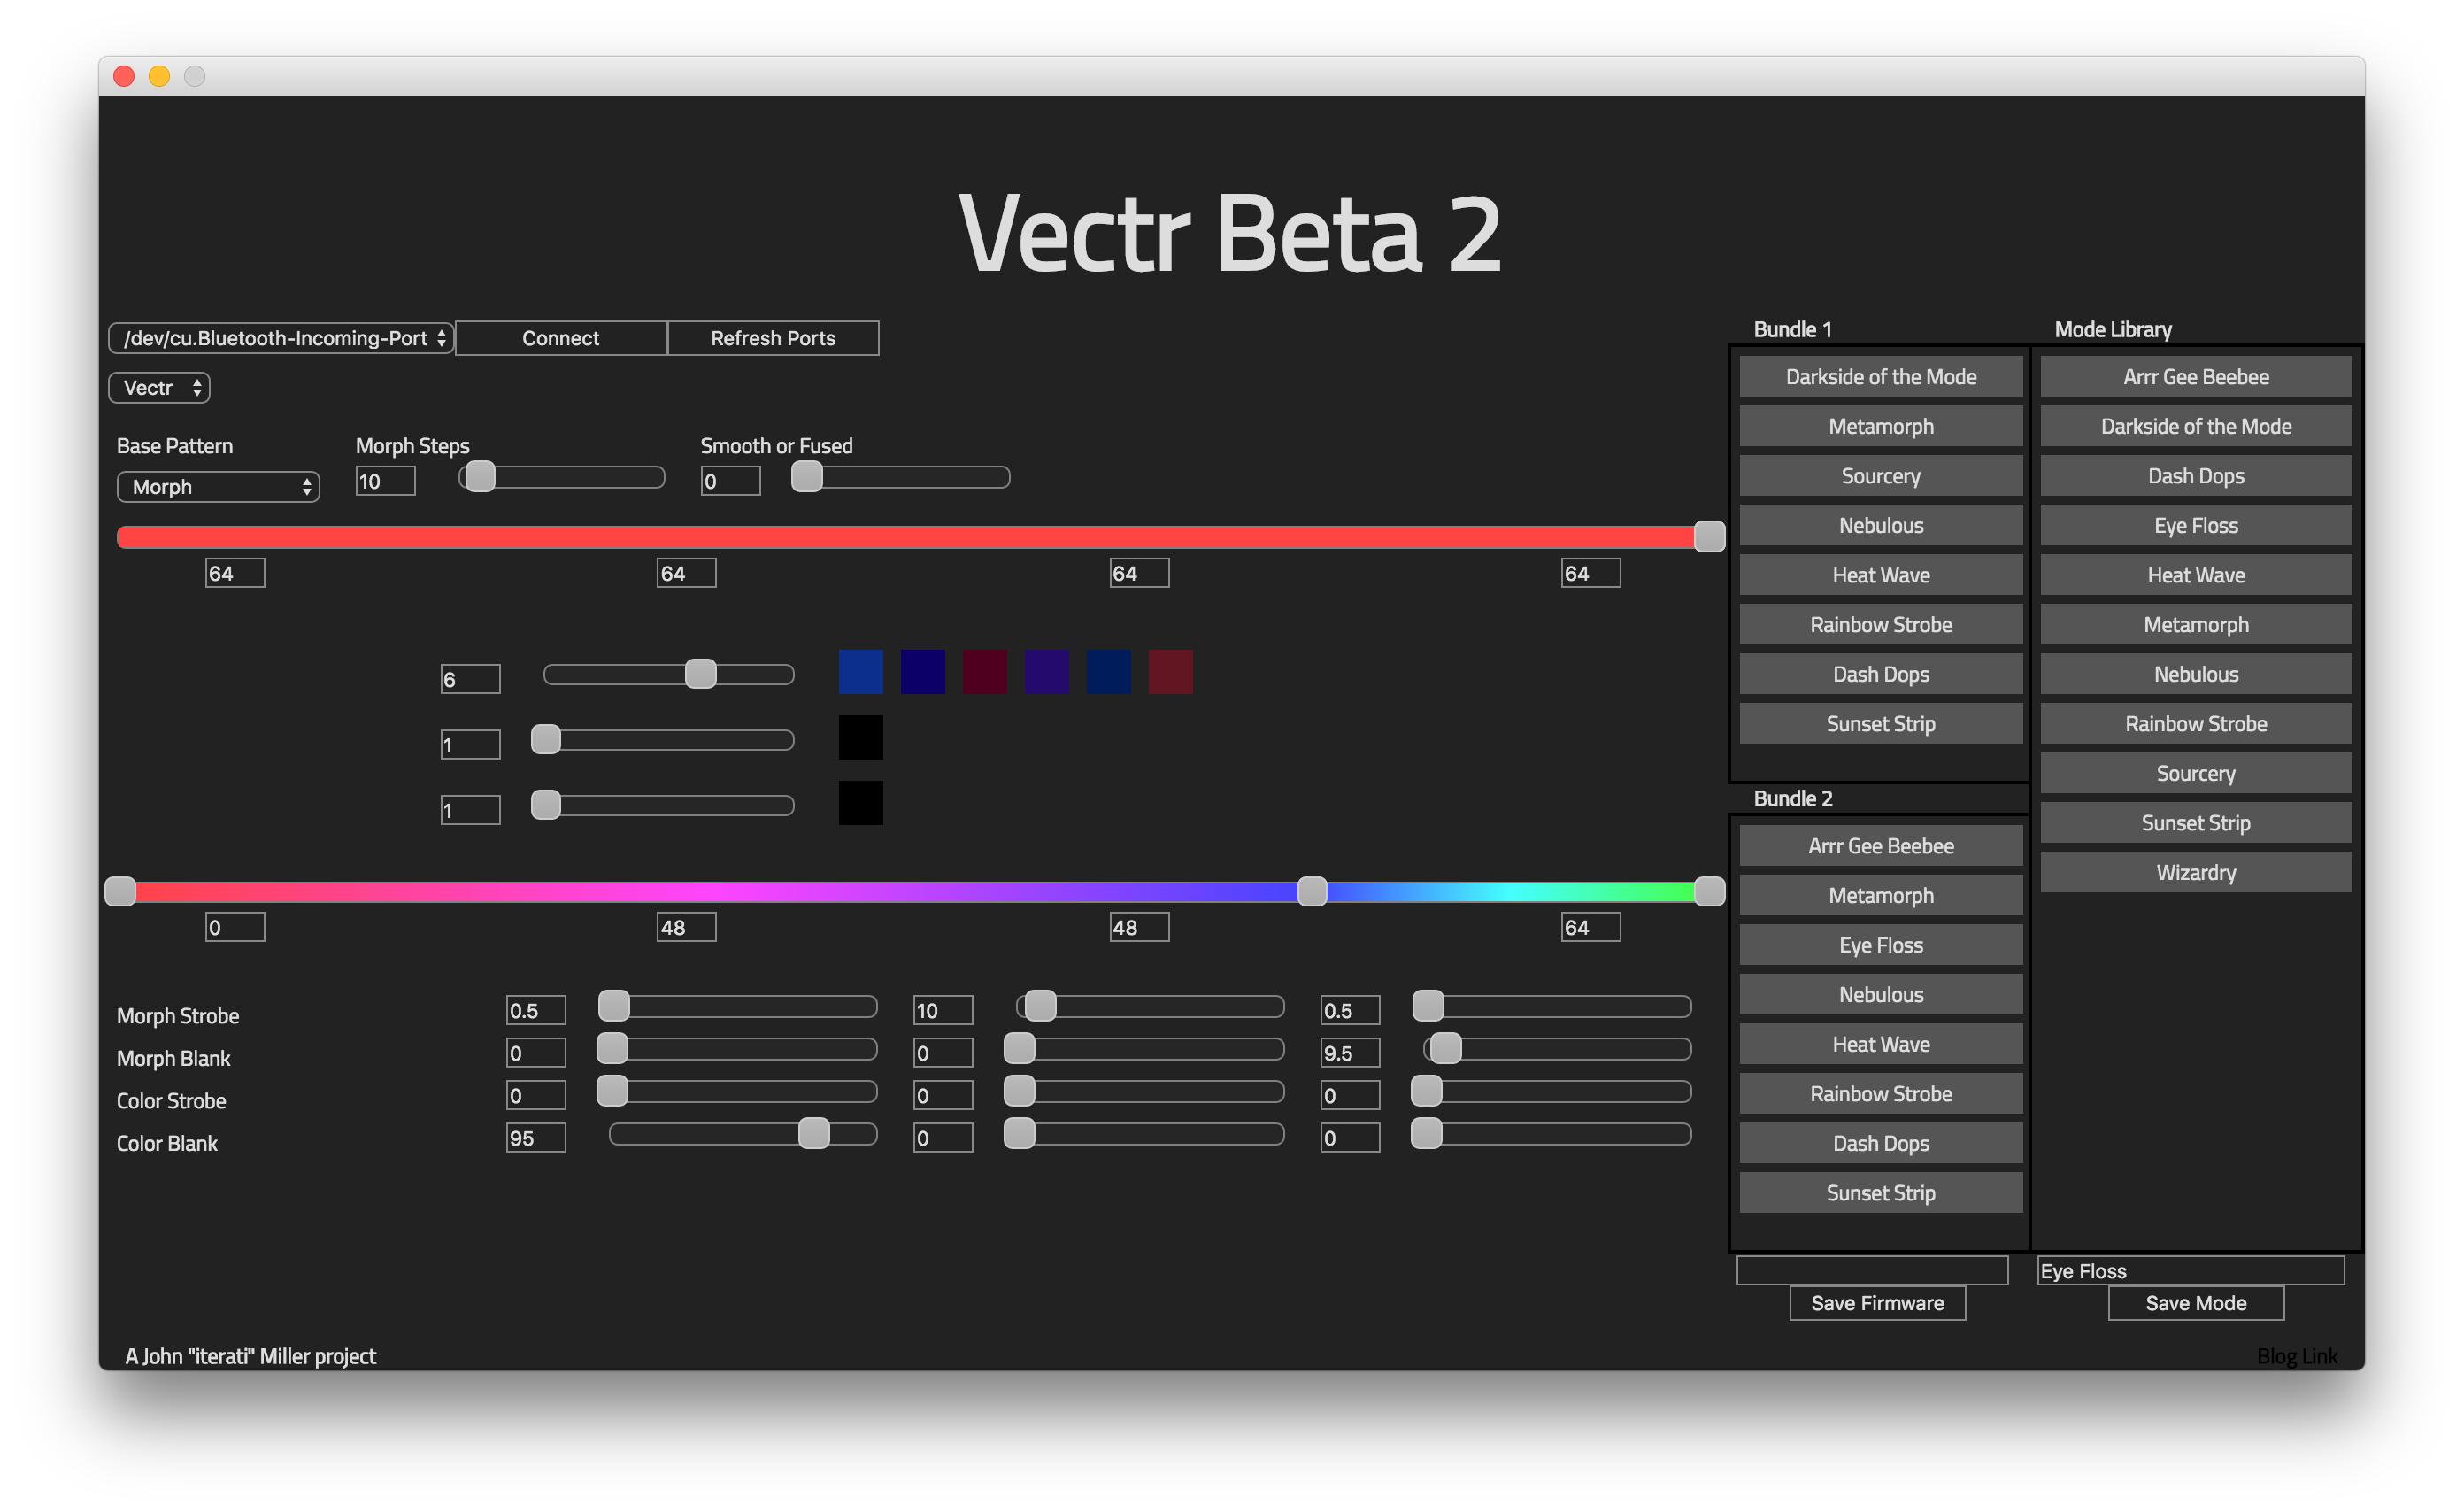 Vectr Beta 2
/dev/cu.Bluetooth-Incoming-Port Connect Refresh Ports
Vectr
Base Pattern Morph Steps Smooth or Fused
Morph 10 0
64 64 64 64
6
1
1
0 48 48 64
Morph Strobe 0.5 10 0.5
Morph Blank 0 0 9.5
Color Strobe 0 0 0
Color Blank 95 0 0
Bundle 1
Darkside of the Mode
Metamorph
Sourcery
Nebulous
Heat Wave
Rainbow Strobe
Dash Dops
Sunset Strip
Bundle 2
Arrr Gee Beebee
Metamorph
Eye Floss
Nebulous
Heat Wave
Rainbow Strobe
Dash Dops
Sunset Strip
Save Firmware
Mode Library
Arrr Gee Beebee
Darkside of the Mode
Dash Dops
Eye Floss
Heat Wave
Metamorph
Nebulous
Rainbow Strobe
Sourcery
Sunset Strip
Wizardry
Eye Floss
Save Mode
A John "iterati" Miller project
Blog Link